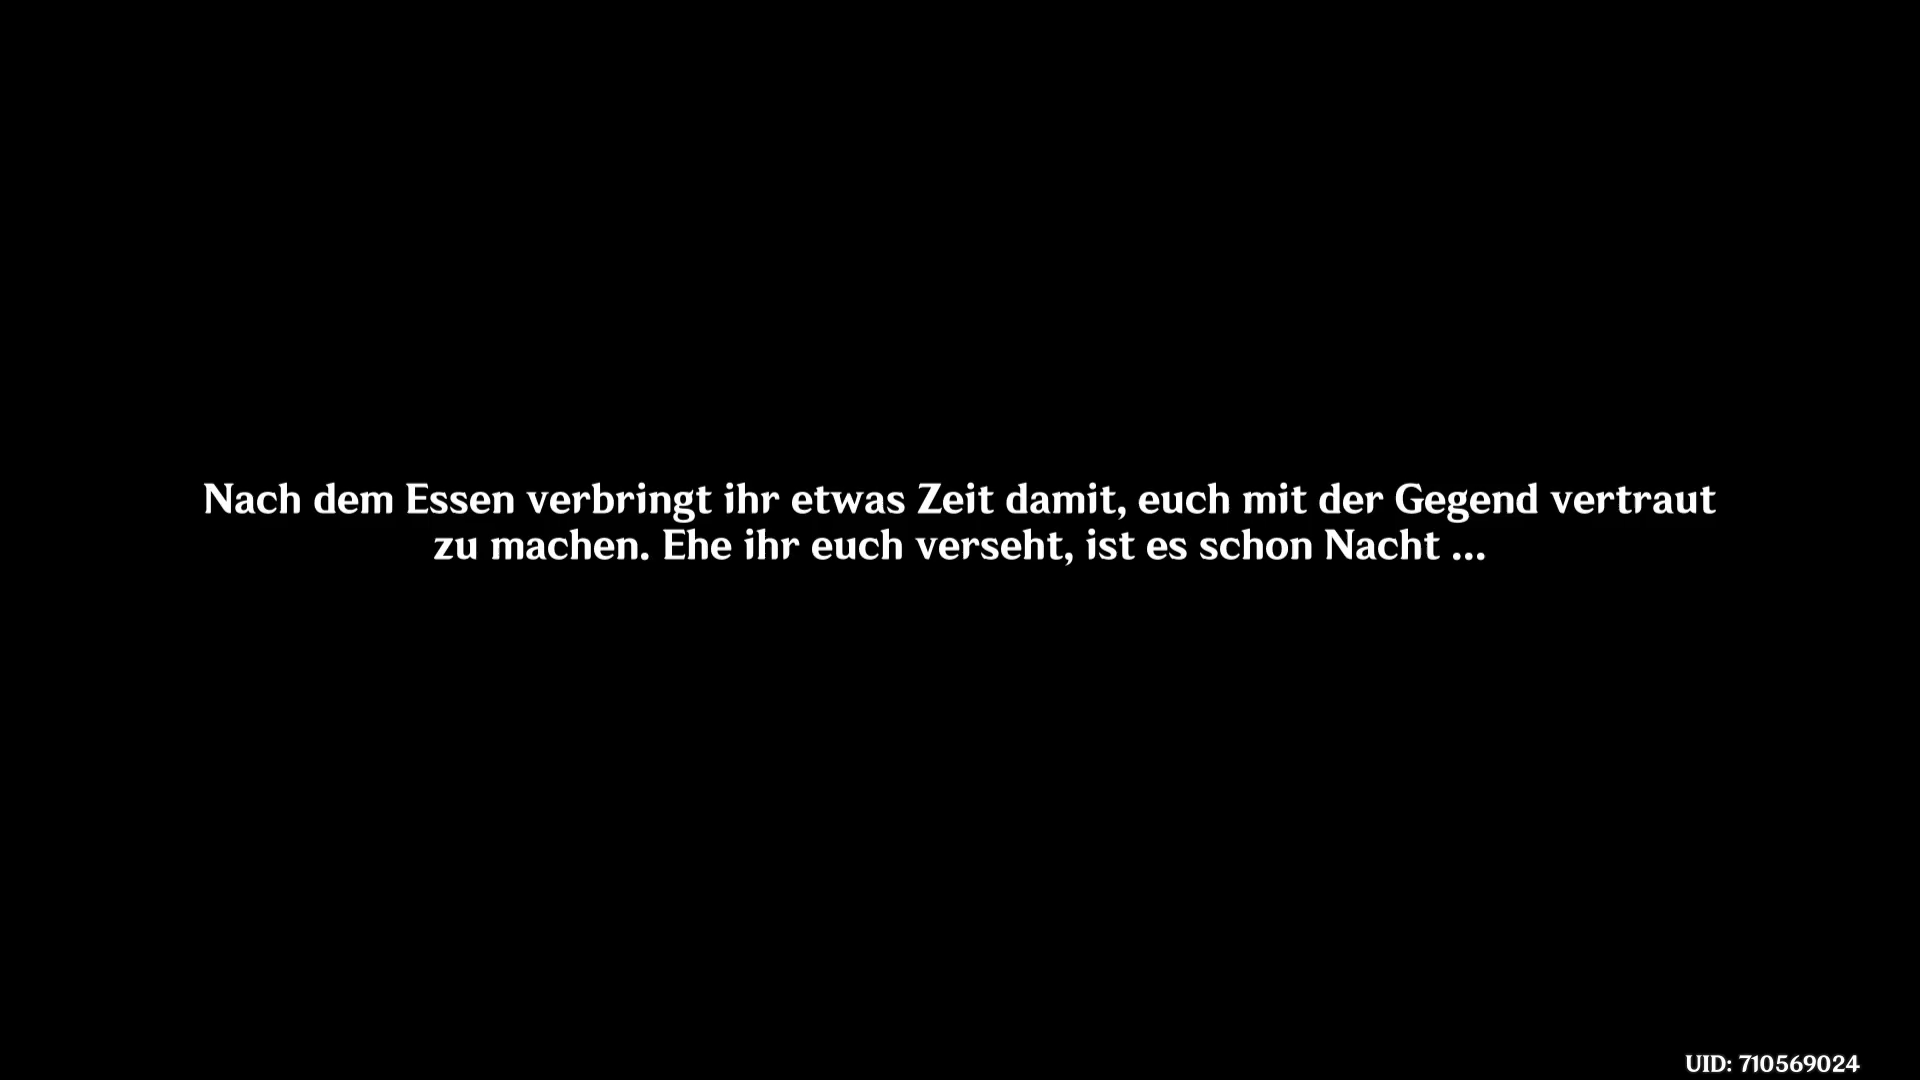 Nach dem Essen verbringt ihr etwas Zeit damit, euch mit der Gegend vertraut
zu machen. Ehe ihr euch verseht, ist es schon Nacht ...
UID: 710569024